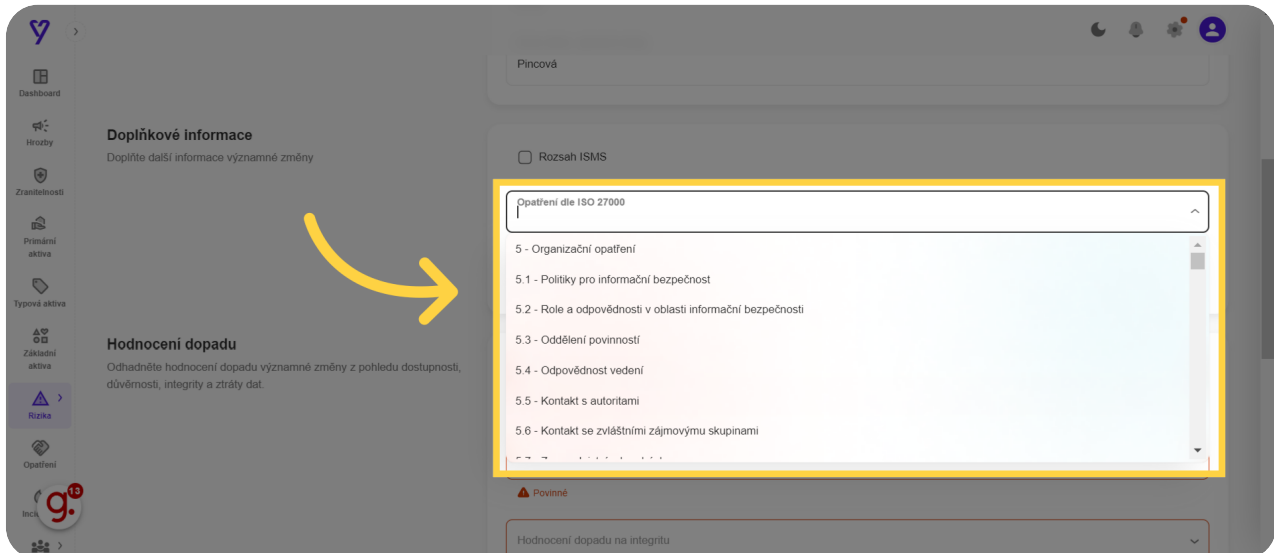 Pincová
Dashboard
Hrozby
Zranitelnosti
Primární
aktiva
Typová aktiva
Základní
aktiva
Rizika
Opatření
g.
13
Doplňkové informace
Doplňte další informace významné změny
Rozsah ISMS
Opatření dle ISO 27000
5 - Organizační opatření
5.1 - Politiky pro informační bezpečnost
5.2 - Role a odpovědnosti v oblasti informační bezpečnosti
5.3 - Oddělení povinností
5.4 - Odpovědnost vedení
5.5 - Kontakt s autoritami
5.6 - Kontakt se zvláštními zájmovýmu skupinami
Hodnocení dopadu
Odhadněte hodnocení dopadu významné změny z pohledu dostupnosti,
důvěrnosti, integrity a ztráty dat.
Povinné
Hodnocení dopadu na integritu